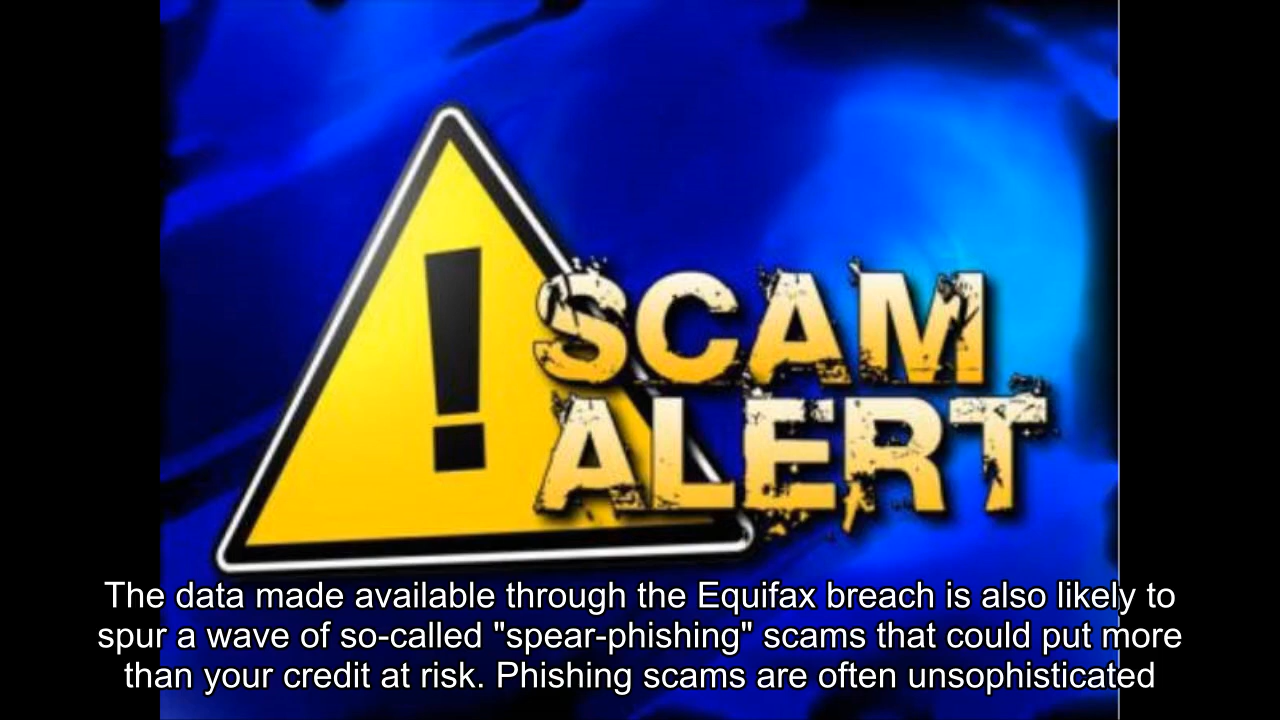 SCAM
ALERT
The data made available through the Equifax breach is also likely to
spur a wave of so-called "spear-phishing" scams that could put more
than your credit at risk. Phishing scams are often unsophisticated